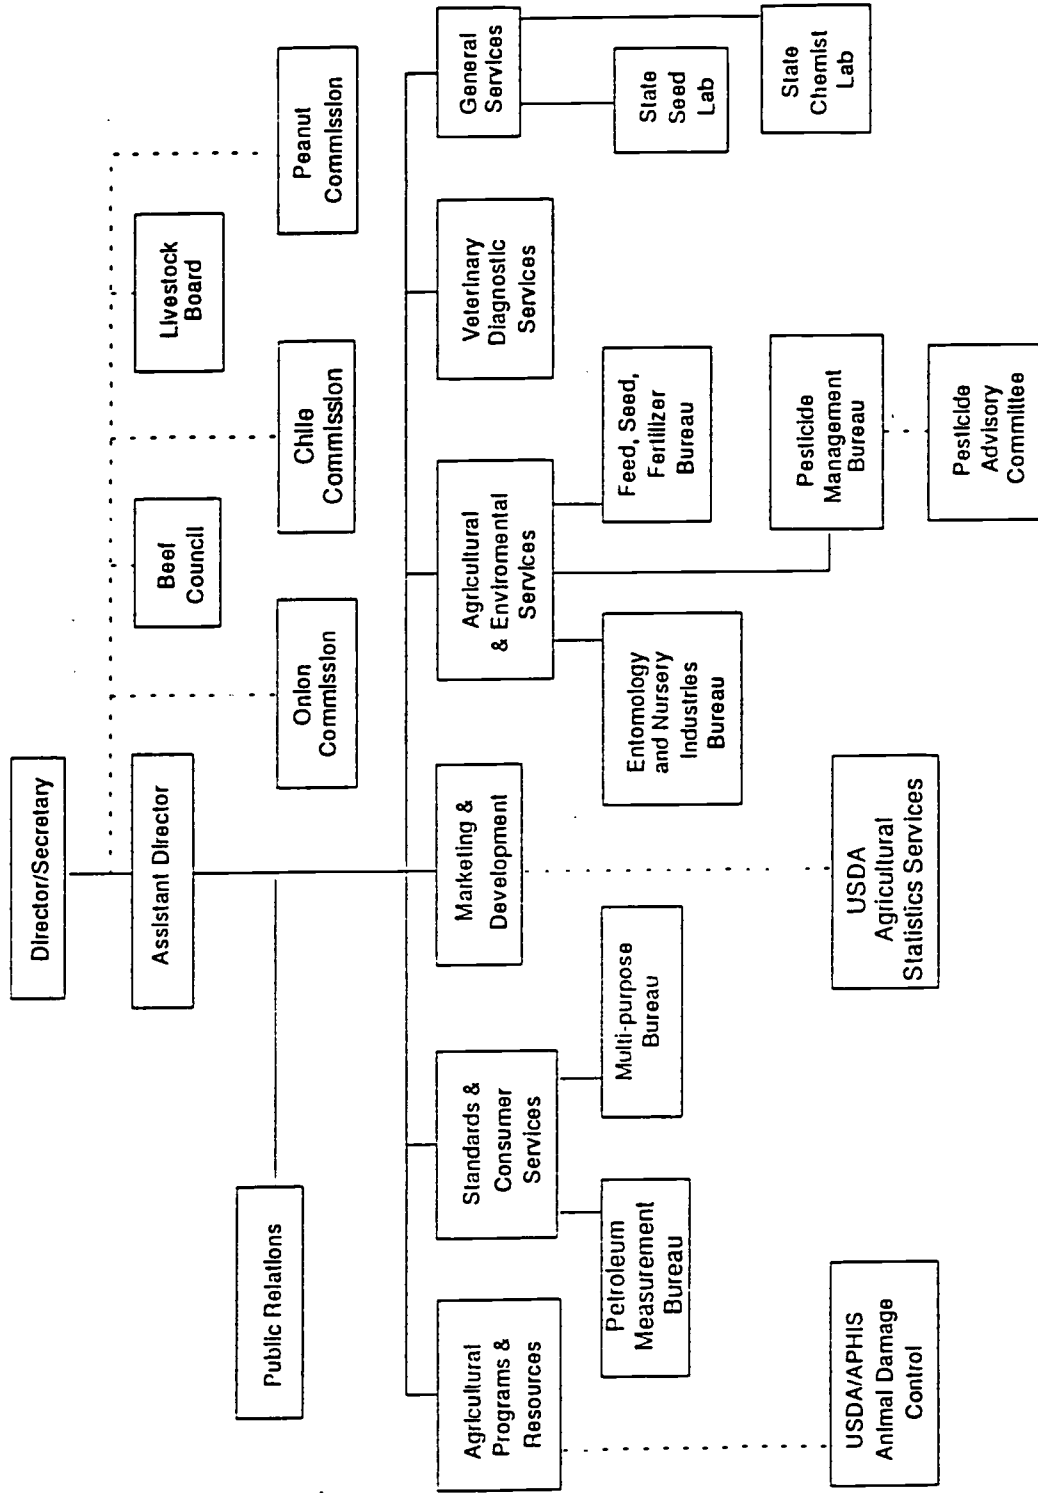 Director/Secretary
Assistant Director
Public Relations
Beef
Council
Livestock
Board
Onion
Commission
Chile
Commission
Peanut
Commission
Agricultural
Programs &
Resources
Standards &
Consumer
Services
Marketing &
Development
Agricultural
& Enviromental
Services
Veterinary
Diagnostic
Services
General
Services
Petroleum
Measurement
Bureau
Multi-purpose
Bureau
Entomology
and Nursery
Industries
Bureau
Feed, Seed,
Fertilizer
Bureau
State
Seed
Lab
USDA/APHIS
Animal Damage
Control
USDA
Agricultural
Statistics Services
Pesticide
Management
Bureau
State
Chemist
Lab
Pesticide
Advisory
Committee